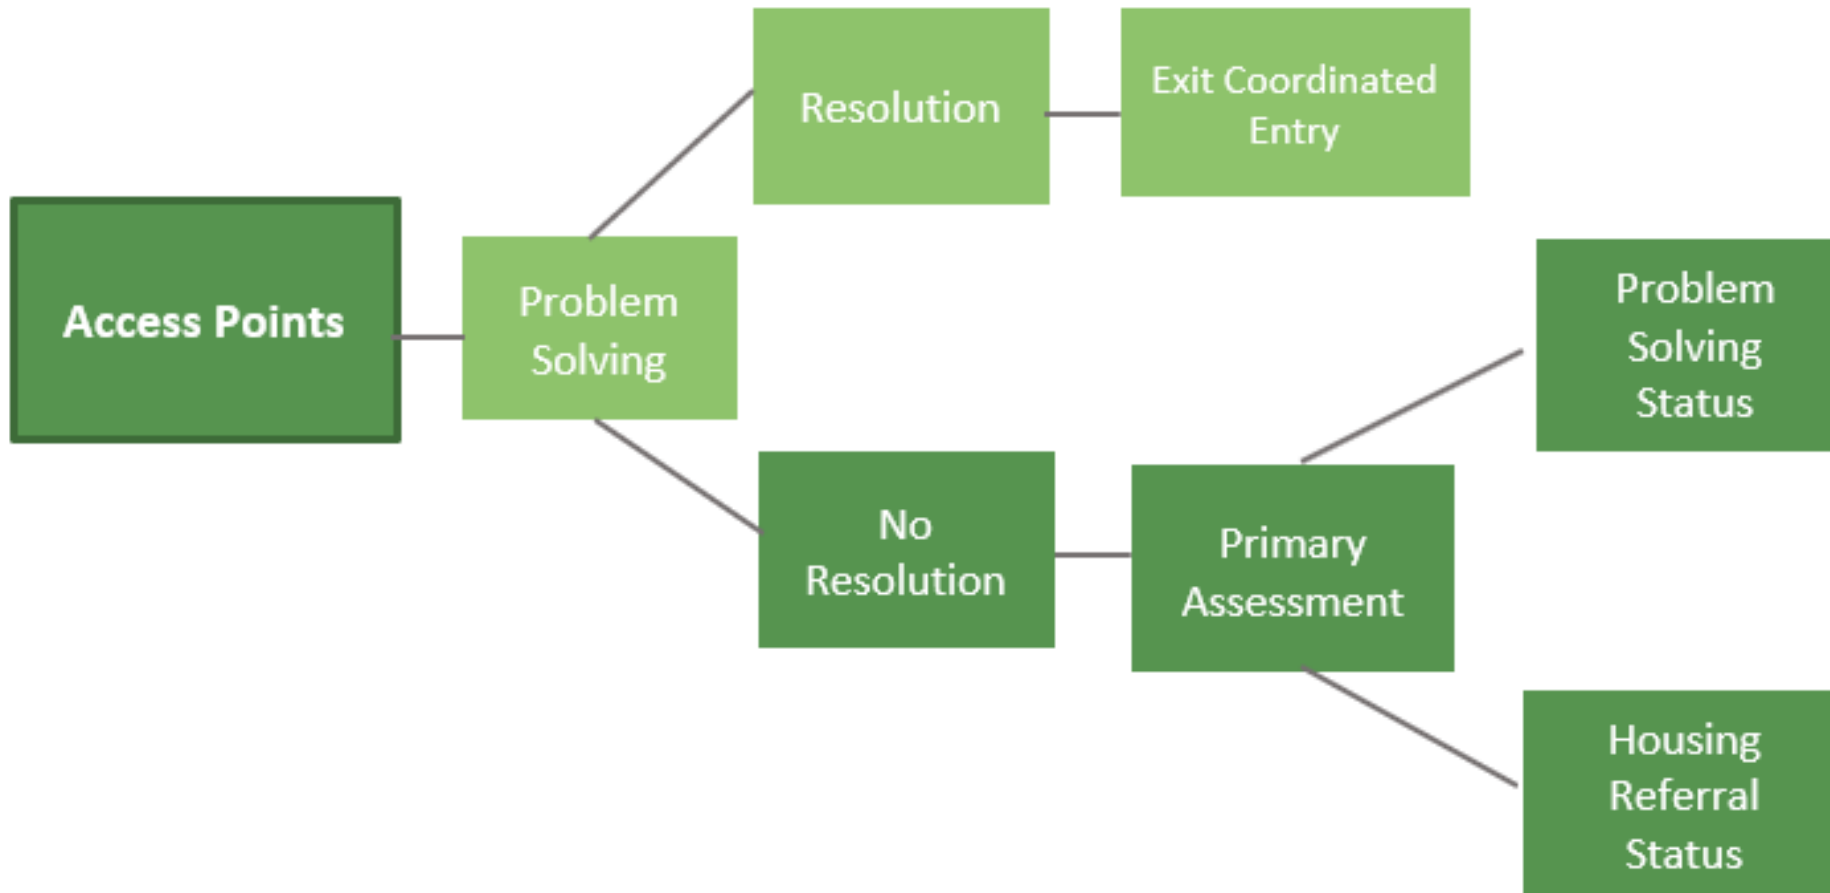 Resolution
Exit Coordinated
Entry
Access Points
Problem
Solving
Problem
Solving
Status
No
Resolution
Primary
Assessment
Housing
Referral
Status